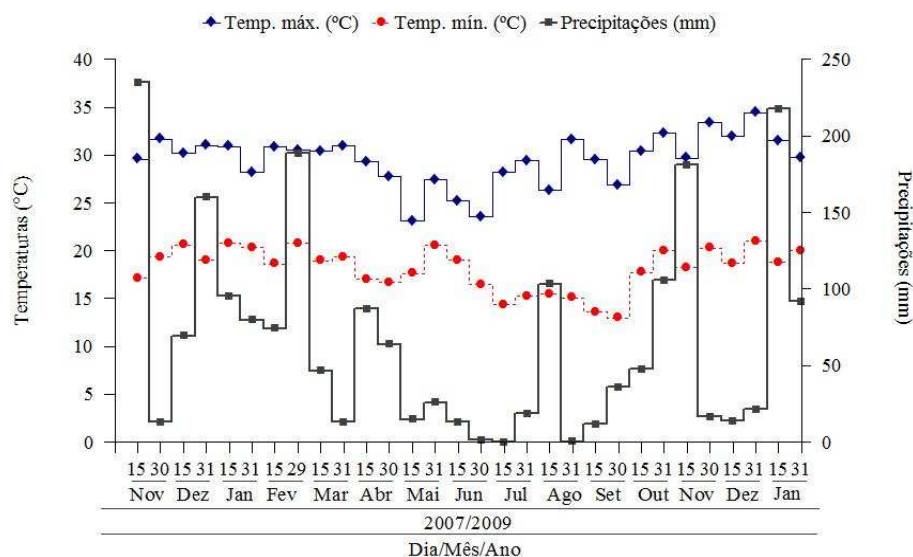 Temp. máx. (ºC) Temp. mín. (ºC) Precipitações (mm)
40 250
35
200
30
25 150
20
15 100
10
50
5
0 0
Temperaturas (°C)
Precipitações (mm)
15 30 15 31 15 31 15 29 15 31 15 30 15 31 15 30 15 31 15 31 15 30 15 31 15 30 15 31 15 31
Nov Dez Jan Fev Mar Abr Mai Jun Jul Ago Set Out Nov Dez Jan
2007/2009
Dia/Mês/Ano